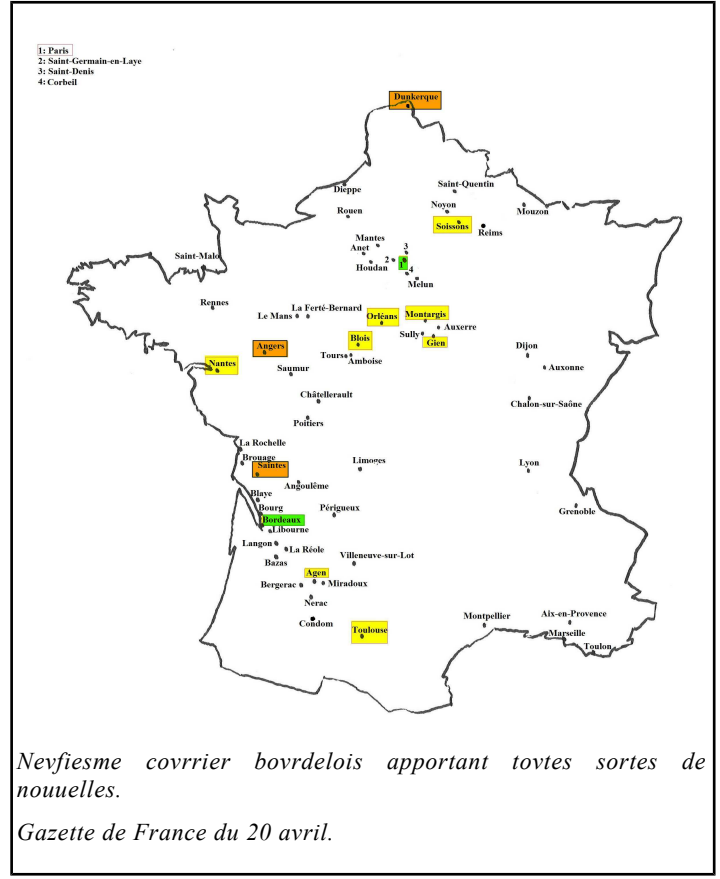 1: Paris
2: Saint-Germain-en-Laye
3: Saint-Denis
4: Corbeil
Dunkerque
Dieppe
Saint-Quentin
Rouen
Noyon
Mouzon
Soissons
Reims
Mantes
Anet
3
Saint-Malo
Houdan
2
1
4
Melun
Rennes
La Ferté-Bernard
Le Mans
Orléans
Montargis
Auxerre
Sully
Gien
Blois
Angers
Tours
Amboise
Dijon
Nantes
Saumur
Auxonne
Châtellerault
Chalon-sur-Saône
Poitiers
La Rochelle
Brouage
Saintes
Limoges
Lyon
Angoulême
Blaye
Bourg
Périgueux
Grenoble
Bordeaux
Libourne
Langon
La Réole
Bazas
Villeneuve-sur-Lot
Agen
Bergerac
Miradoux
Nerac
Condom
Toulouse
Montpellier
Aix-en-Provence
Marseille
Toulon
Nevfiesme covrrier bovrdelois apportant tovtes sortes de
nouuelles.
Gazette de France du 20 avril.